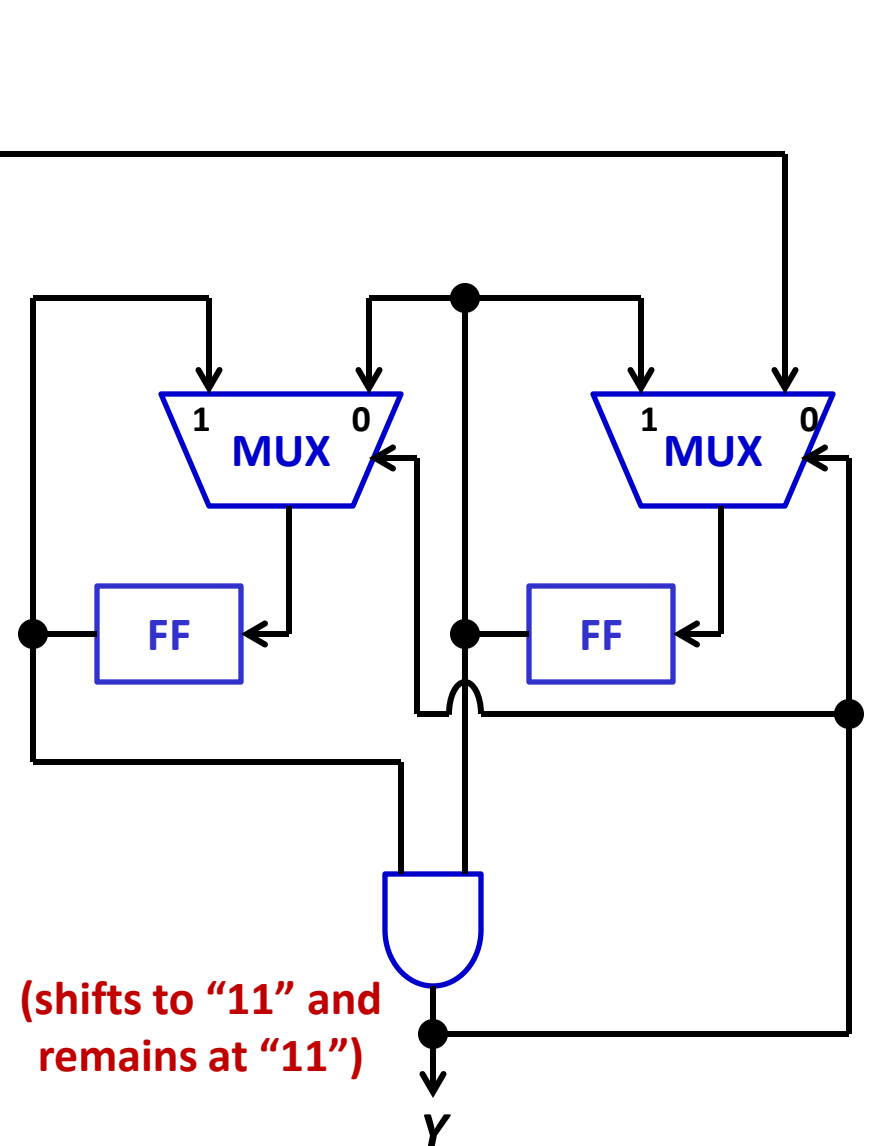 1 0
MUX
1 0
MUX
FF
FF
(shifts to “11” and
remains at “11”)
Y